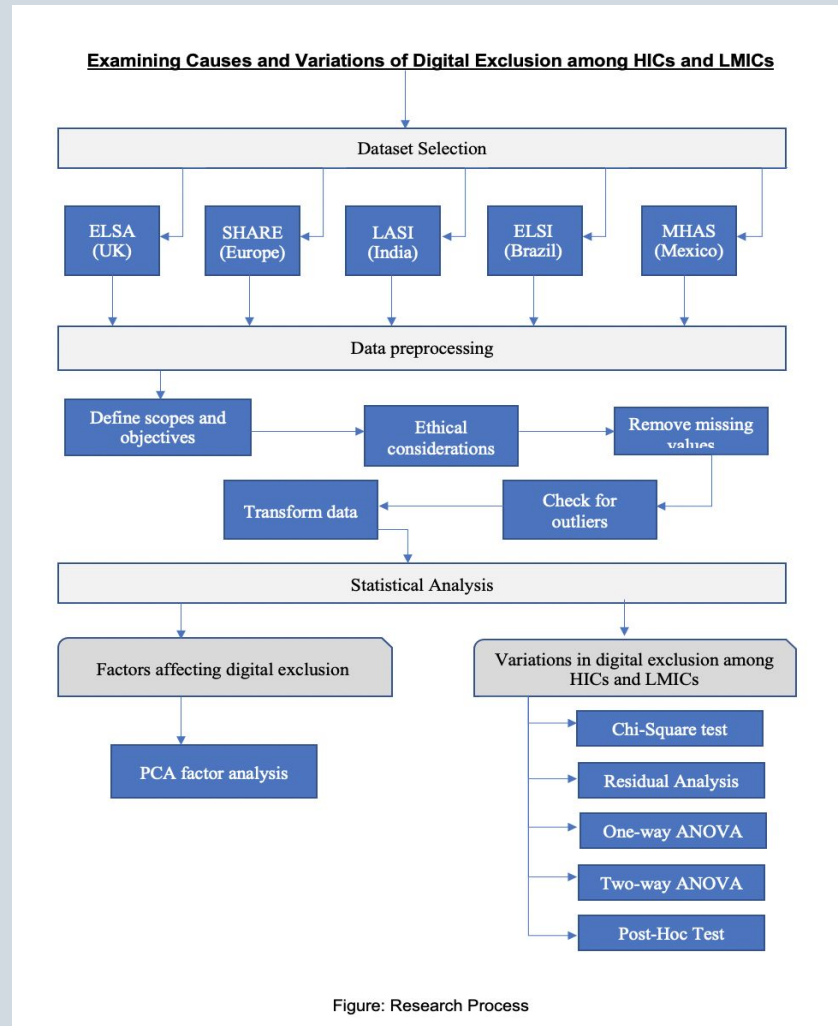 Examining Causes and Variations of Digital Exclusion among HICs and LMICs
Dataset Selection
ELSA
(UK)
SHARE
(Europe)
LASI
(India)
ELSI
(Brazil)
MHAS
(Mexico)
Data preprocessing
Define scopes and
objectives
Ethical
considerations
Remove missing
values
Transform data
Check for
outliers
Statistical Analysis
Factors affecting digital exclusion
Variations in digital exclusion among
HICs and LMICs
PCA factor analysis
Chi-Square test
Residual Analysis
One-way ANOVA
Two-way ANOVA
Post-Hoc Test
Figure: Research Process